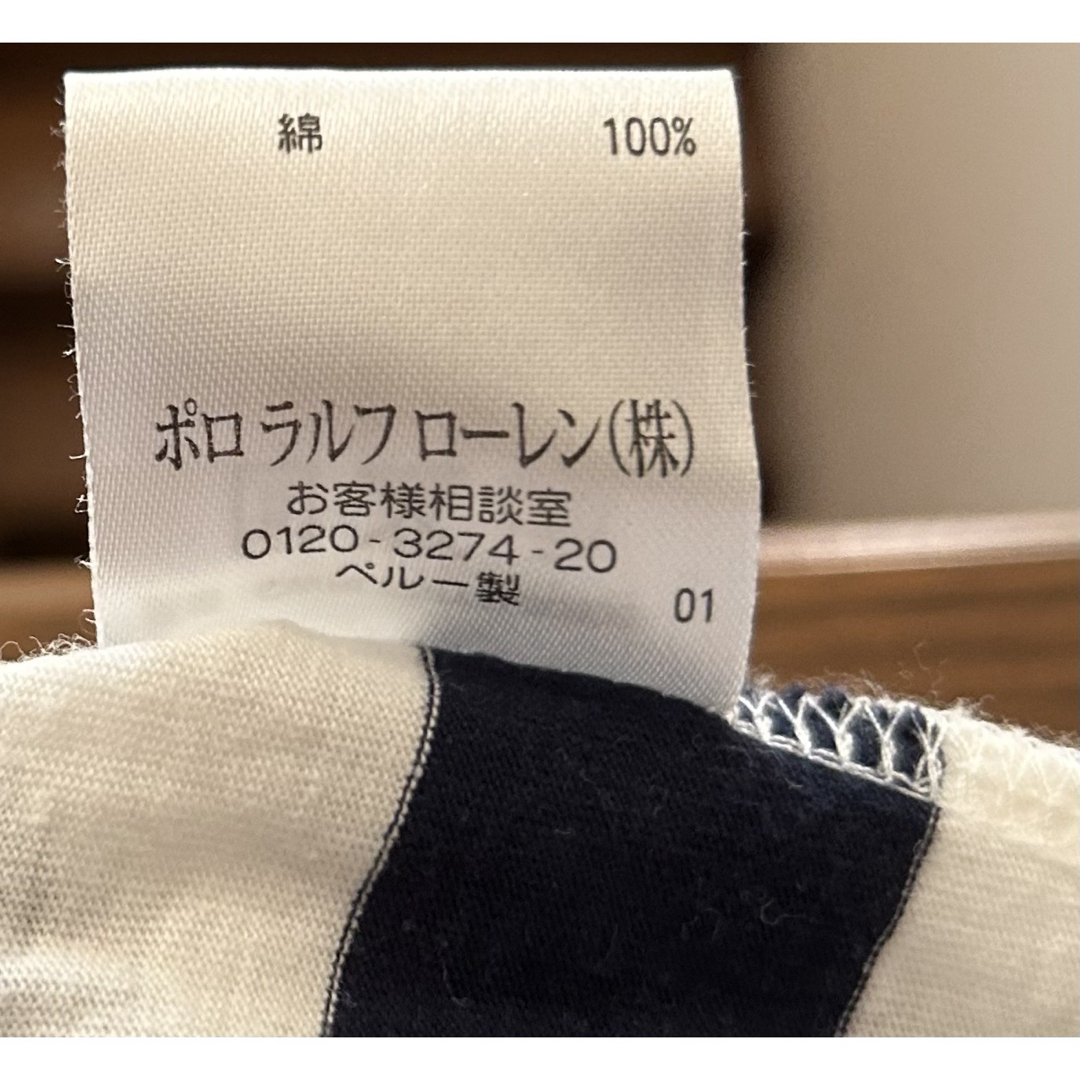 綿 100%
ポロ ラルフ ローレン(株)
お客様相談室
0120-3274-20
ペルー製
01